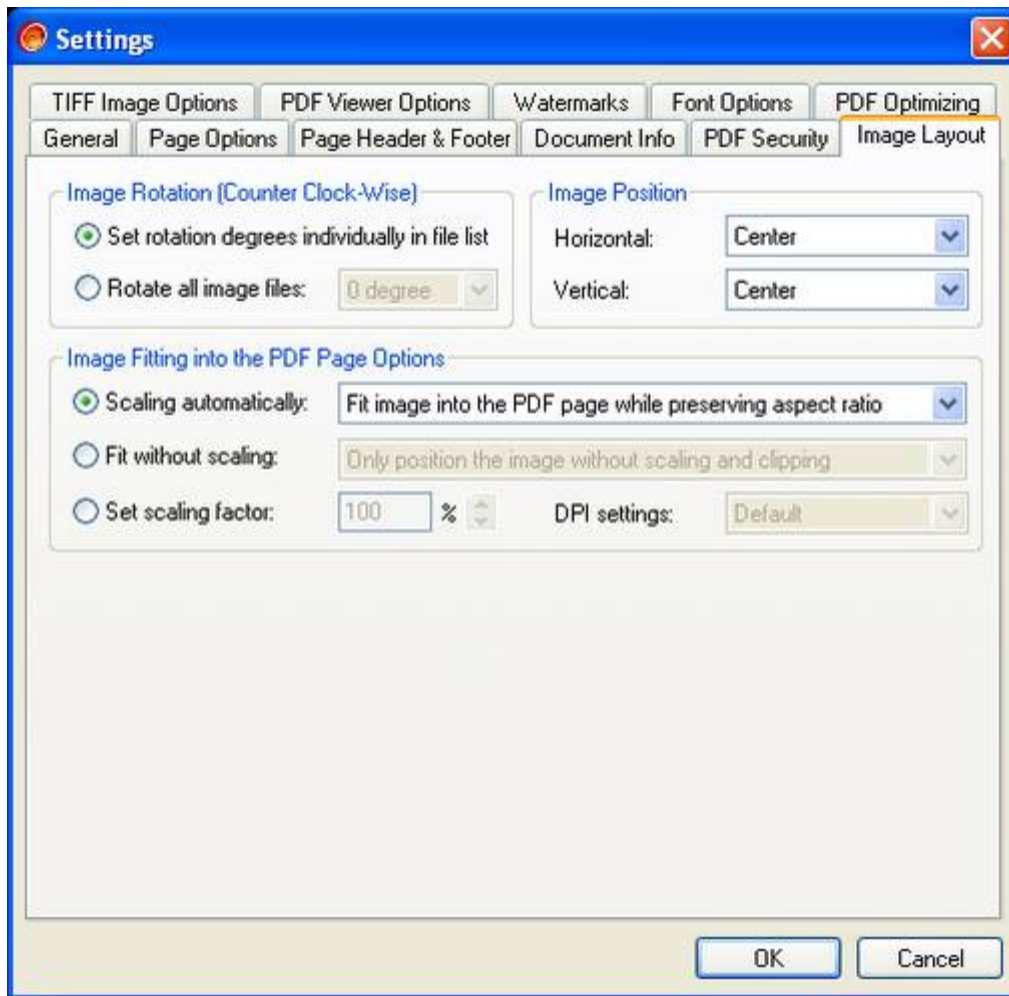 Settings
TIFF Image Options PDF Viewer Options Watermarks Font Options PDF Optimizing
General Page Options Page Header & Footer Document Info PDF Security Image Layout
Image Rotation (Counter Clock-Wise)
Set rotation degrees individually in file list
Rotate all image files: 0 degree
Image Position
Horizontal: Center
Vertical: Center
Image Fitting into the PDF Page Options
Scaling automatically: Fit image into the PDF page while preserving aspect ratio
Fit without scaling: Only position the image without scaling and clipping
Set scaling factor: 100 % DPI settings: Default
OK Cancel